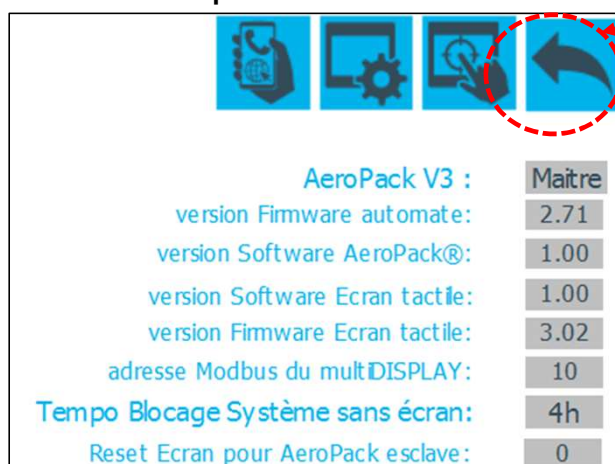 AeroPack V3 : Maitre
version Firmware automate: 2.71
version Software AeroPack®: 1.00
version Software Ecran tactile: 1.00
version Firmware Ecran tactile: 3.02
adresse Modbus du multiDISPLAY: 10
Tempo Blocage Système sans écran: 4h
Reset Ecran pour AeroPack esclave: 0